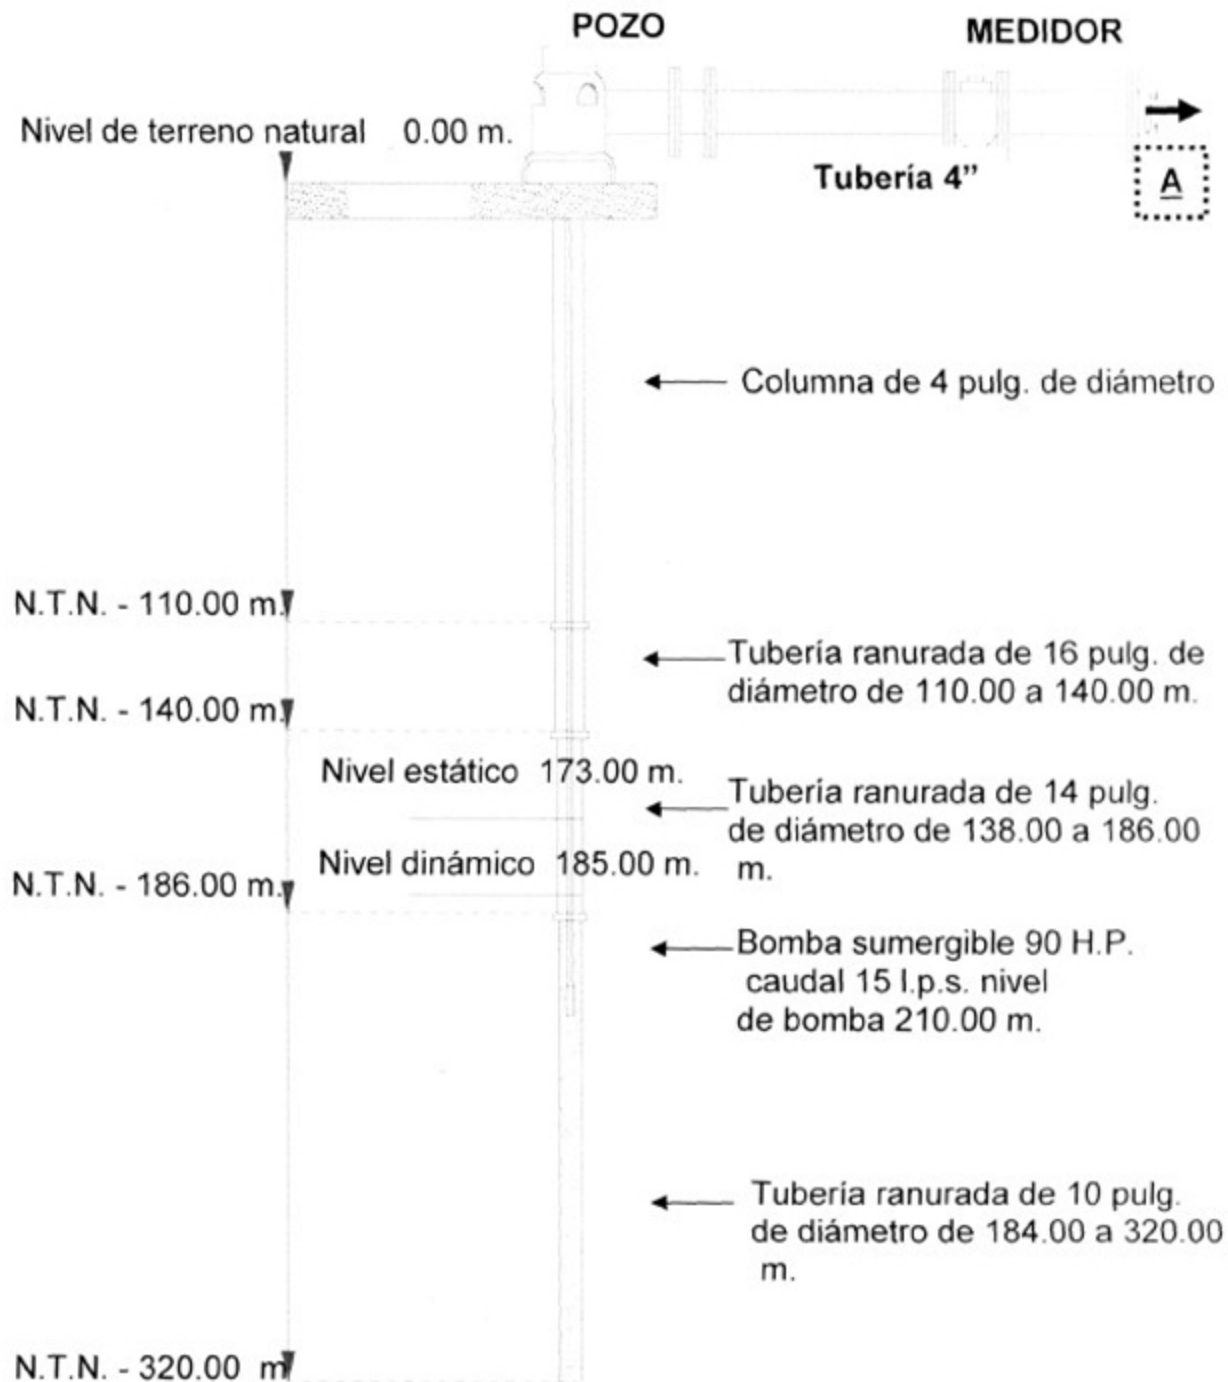 POZO
MEDIDOR
Nivel de terreno natural 0.00 m.
Tubería 4”
A
Columna de 4 pulg. de diámetro
N.T.N. - 110.00 m.
Tubería ranurada de 16 pulg. de
diámetro de 110.00 a 140.00 m.
N.T.N. - 140.00 m.
Nivel estático 173.00 m.
Tubería ranurada de 14 pulg.
de diámetro de 138.00 a 186.00
m.
Nivel dinámico 185.00 m.
N.T.N. - 186.00 m.
Bomba sumergible 90 H.P.
caudal 15 l.p.s. nivel
de bomba 210.00 m.
Tubería ranurada de 10 pulg.
de diámetro de 184.00 a 320.00
m.
N.T.N. - 320.00 m